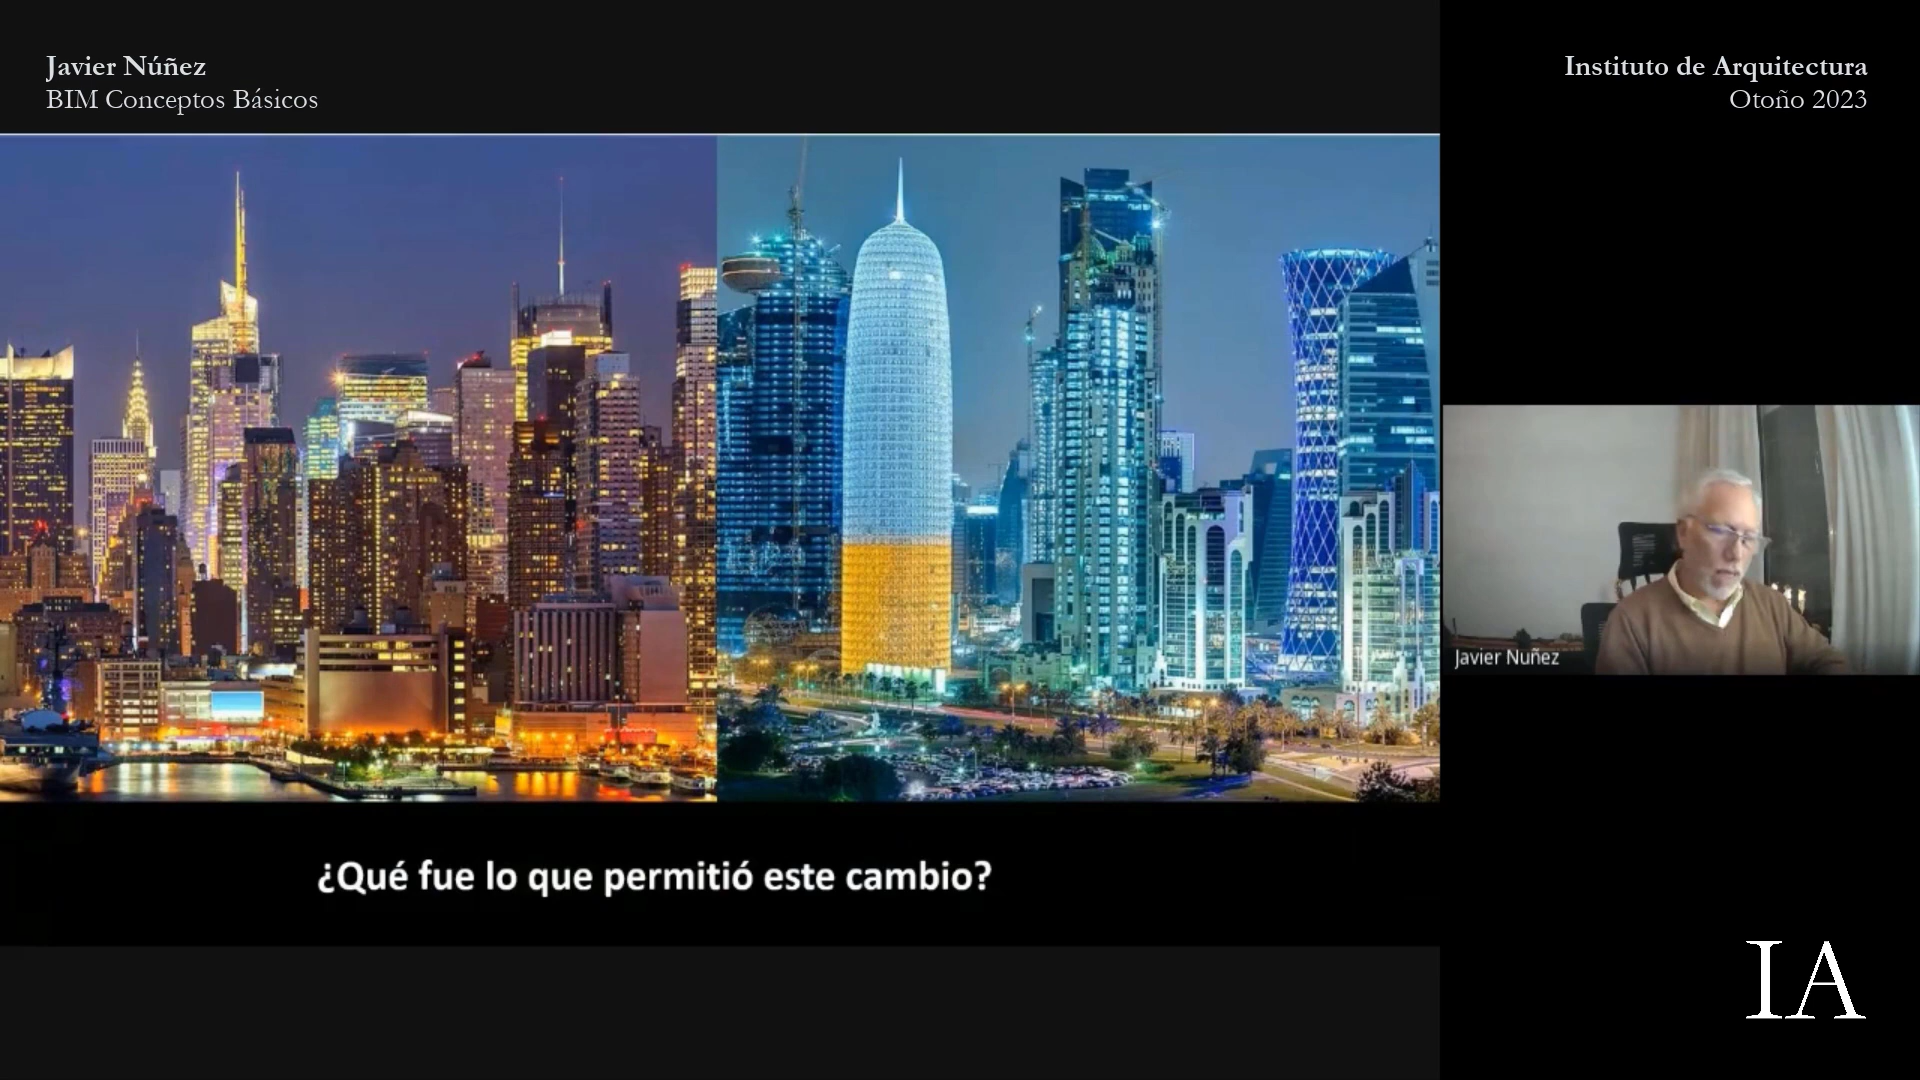 Javier Núñez
BIM Conceptos Básicos
Instituto de Arquitectura
Otoño 2023
Javier Nuñez
¿Qué fue lo que permitió este cambio?
IA